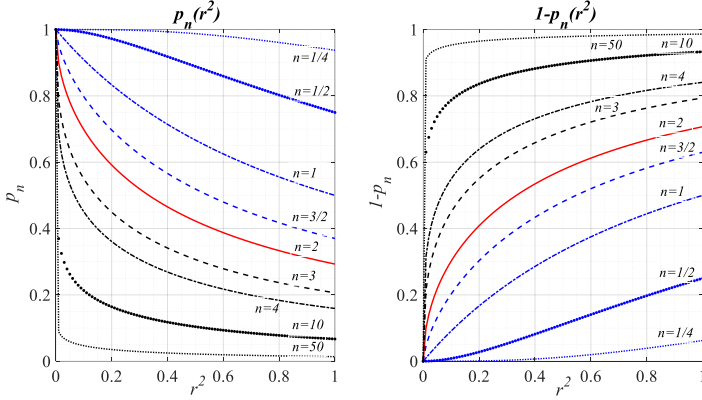 p_n(r^2)
1
0.8
0.6
0.4
0.2
0
p_n
n=1/4
n=1/2
n=1
n=3/2
n=2
n=3
n=4
n=10
n=50
0
0.2
0.4
0.6
0.8
1
r^2
1-p_n(r^2)
1
0.8
0.6
0.4
0.2
0
1-p_n
n=50
n=10
n=4
n=3
n=2
n=3/2
n=1
n=1/2
n=1/4
0
0.2
0.4
0.6
0.8
1
r^2